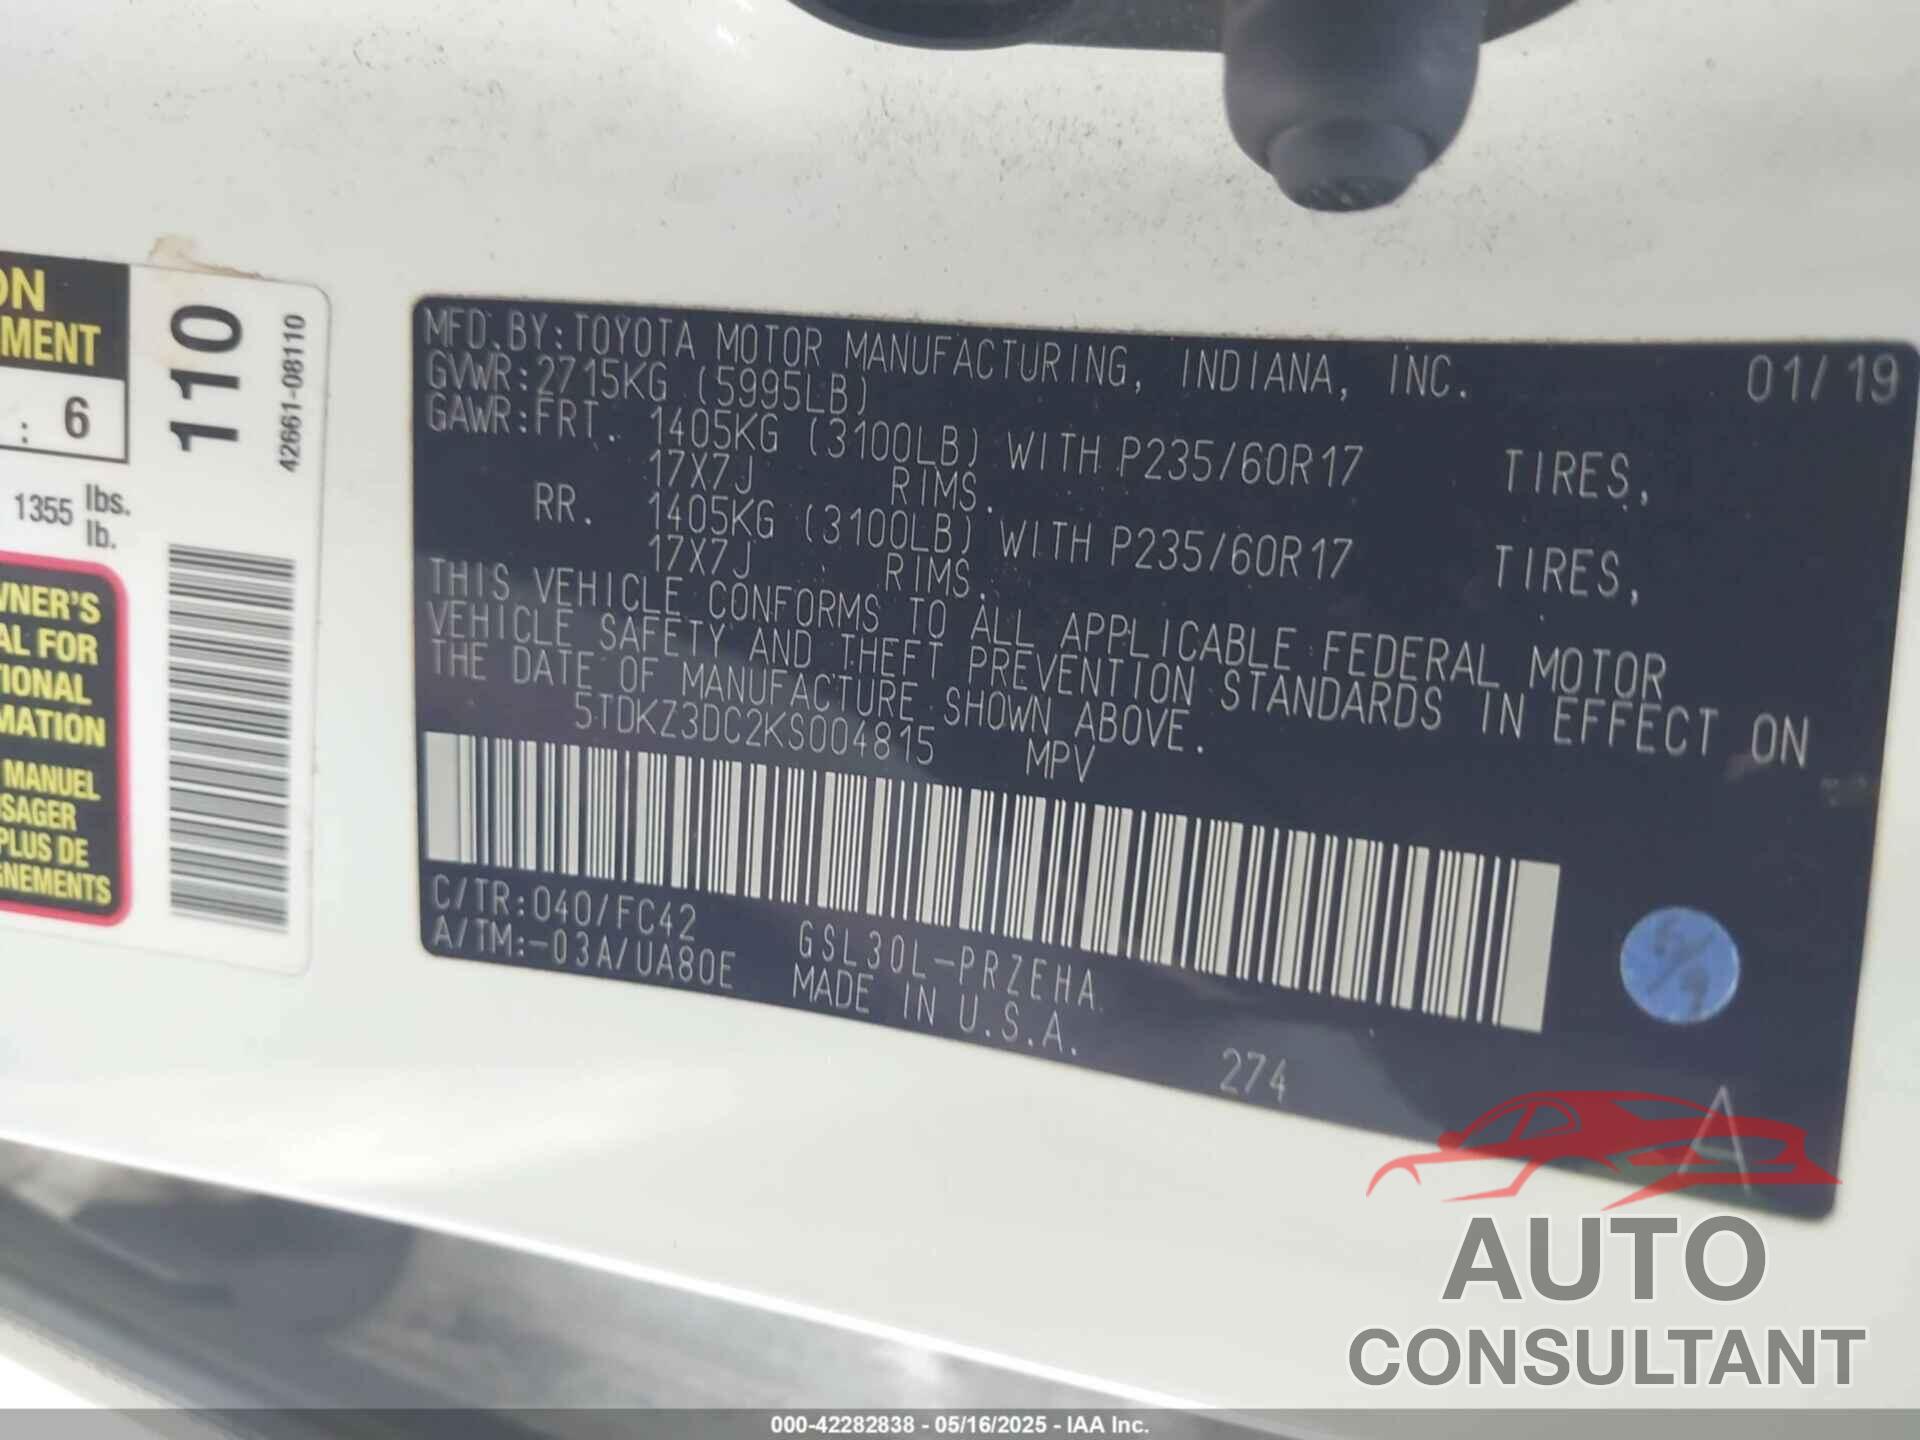 ON
MENT
: 6
110
42661-08110
1355 lbs.
lb.
WNER'S
AL FOR
TIONAL
MATION
MANUEL
SAGER
PLUS DE
GNEMENTS
MFD. BY: TOYOTA MOTOR MANUFACTURING, INDIANA, INC. 01/19
GVWR: 2715KG (5995LB)
GAWR: FRT. 1405KG (3100LB) WITH P235/60R17 TIRES,
17X7J RIMS.
RR. 1405KG (3100LB) WITH P235/60R17 TIRES,
17X7J RIMS.
THIS VEHICLE CONFORMS TO ALL APPLICABLE FEDERAL MOTOR
VEHICLE SAFETY AND THEFT PREVENTION STANDARDS IN EFFECT ON
THE DATE OF MANUFACTURE SHOWN ABOVE.
5TDKZ3DC2KS004815 MPV
C/TR: 040/FC42 GSL30L-PRZEHA
A/TM: -03A/UA80E MADE IN U.S.A.
274
A
AUTO
CONSULTANT
000-42282838 - 05/16/2025 - IAA Inc.